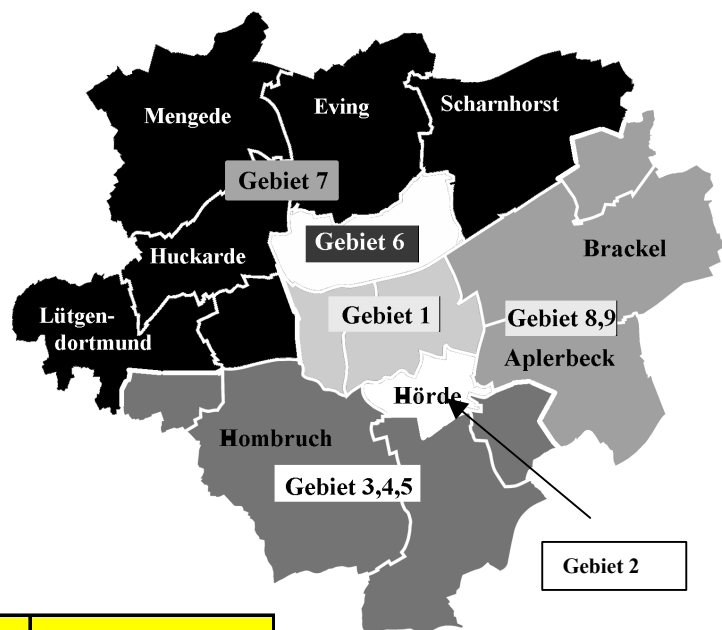 Mengede
Eving
Scharnhorst
Gebiet 7
Gebiet 6
Brackel
Huckarde
Lütgen-
dortmund
Gebiet 1
Gebiet 8,9
Aplerbeck
Hörde
Hombruch
Gebiet 3,4,5
Gebiet 2